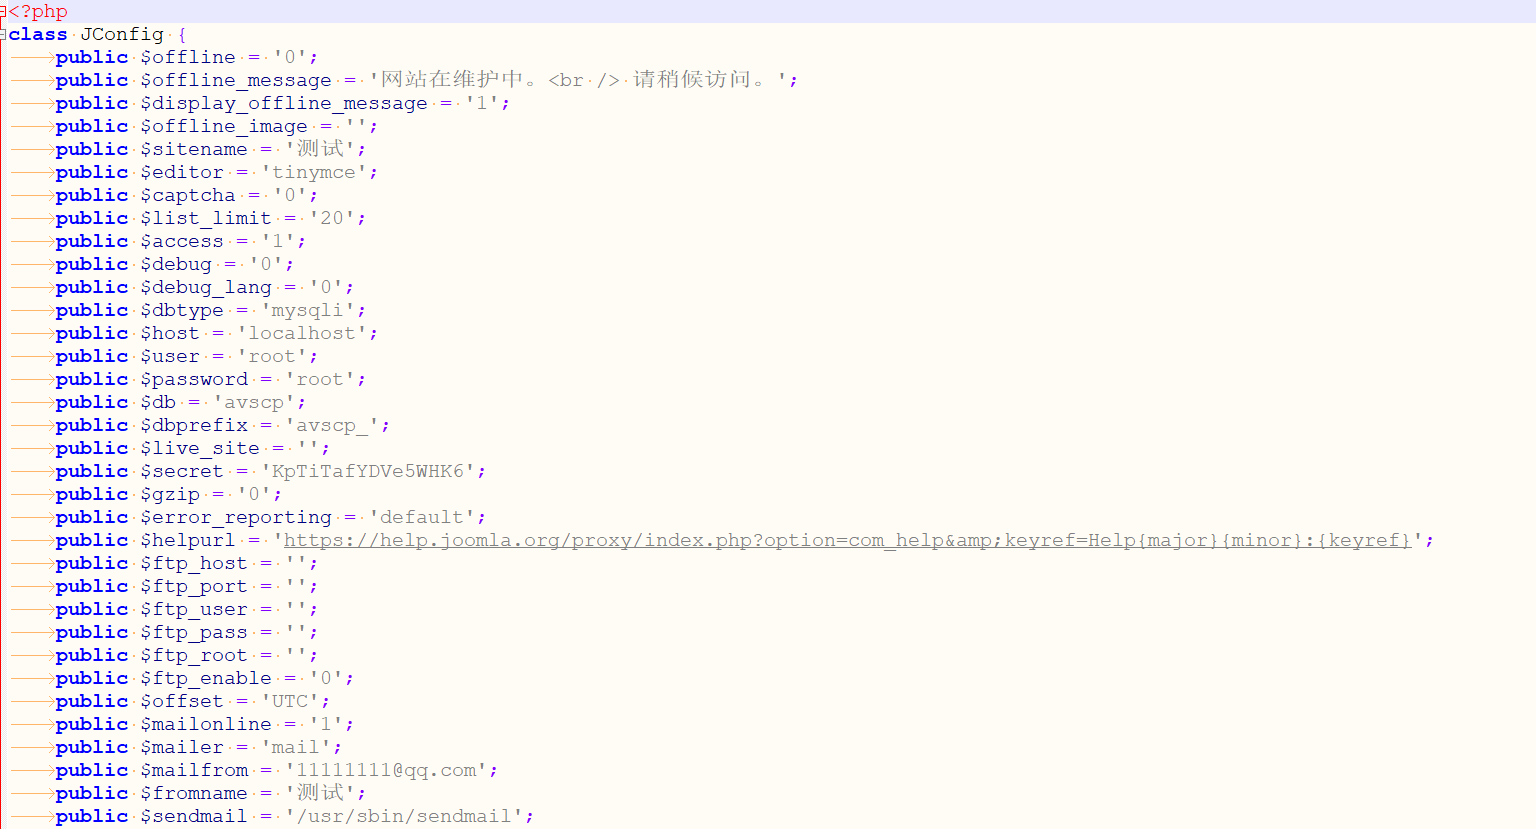 <?php
class JConfig {
public $offline = '0';
public $offline_message = '网站在维护中。<br /> 请稍候访问。';
public $display_offline_message = '1';
public $offline_image = '';
public $sitename = '测试';
public $editor = 'tinymce';
public $captcha = '0';
public $list_limit = '20';
public $access = '1';
public $debug = '0';
public $debug_lang = '0';
public $dbtype = 'mysqli';
public $host = 'localhost';
public $user = 'root';
public $password = 'root';
public $db = 'avscp';
public $dbprefix = 'avscp_';
public $live_site = '';
public $secret = 'KpTiTafYDVe5WHK6';
public $gzip = '0';
public $error_reporting = 'default';
public $helpurl = 'https://help.joomla.org/proxy/index.php?option=com_help&amp;keyref=Help{major}{minor}:{keyref}';
public $ftp_host = '';
public $ftp_port = '';
public $ftp_user = '';
public $ftp_pass = '';
public $ftp_root = '';
public $ftp_enable = '0';
public $offset = 'UTC';
public $mailonline = '1';
public $mailer = 'mail';
public $mailfrom = '11111111@qq.com';
public $fromname = '测试';
public $sendmail = '/usr/sbin/sendmail';